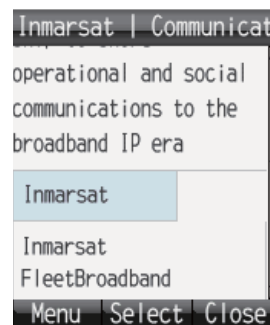 Inmarsat | Communicat
operational and social
communications to the
broadband IP era
Inmarsat
Inmarsat
FleetBroadband
Menu Select Close